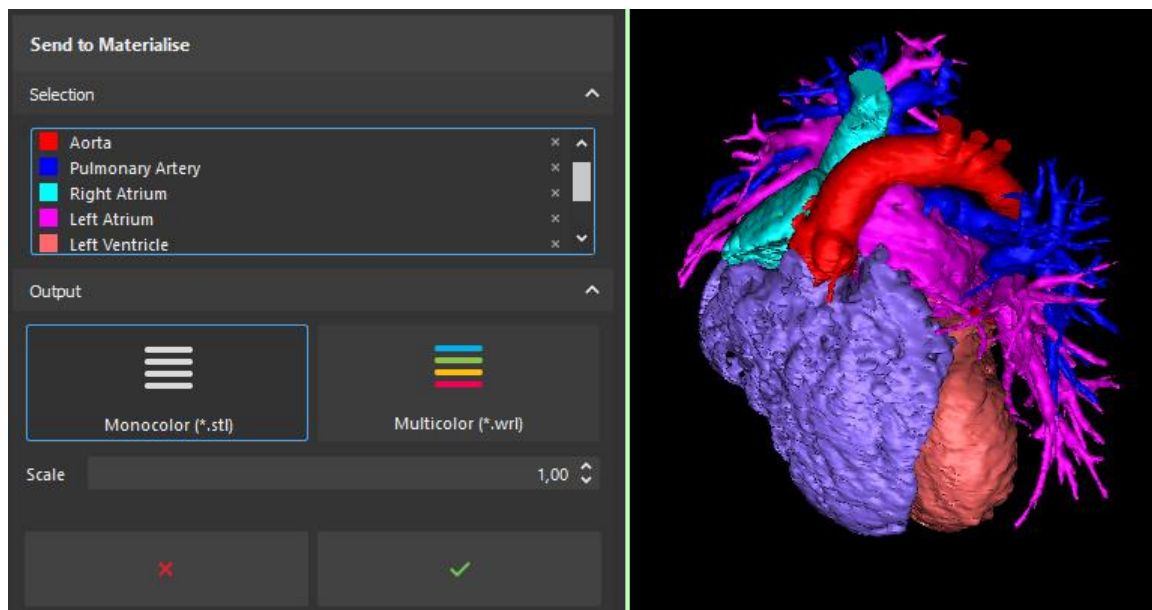 Send to Materialise
Selection
Aorta
Pulmonary Artery
Right Atrium
Left Atrium
Left Ventricle
Output
Monocolor (*.stl)
Multicolor (*.wrl)
Scale 1,00